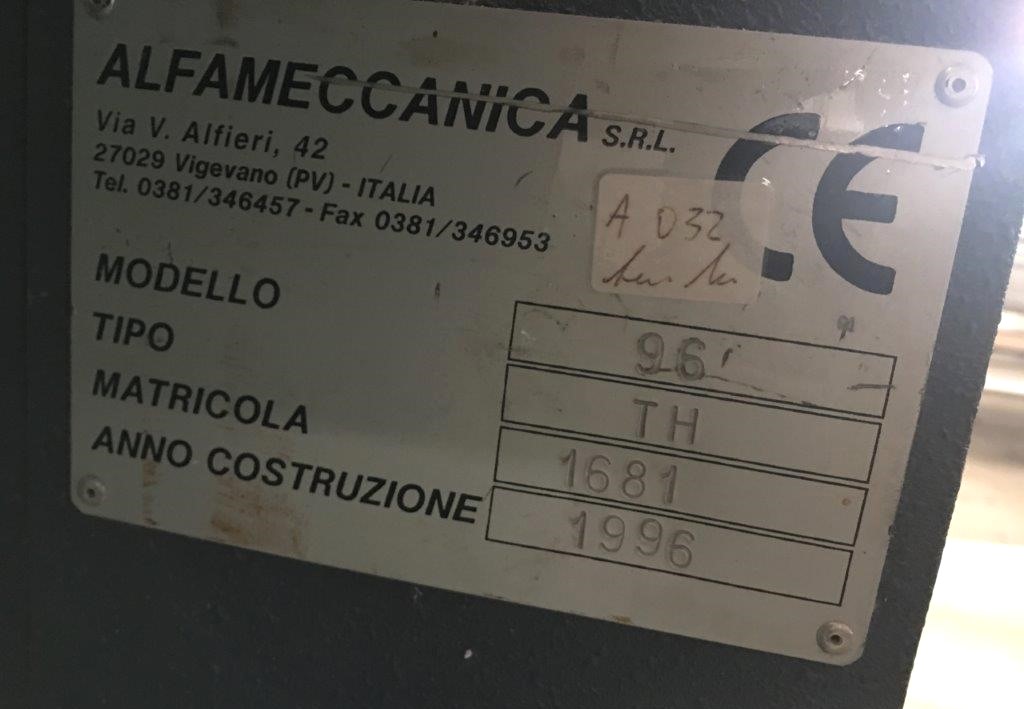 ALFAMECCANICA S.R.L.
Via V. Alfieri, 42
27029 Vigevano (PV) - ITALIA
Tel. 0381/346457 - Fax 0381/346953
CE
A 032
MODELLO 96
TIPO TH
MATRICOLA 1681
ANNO COSTRUZIONE 1996